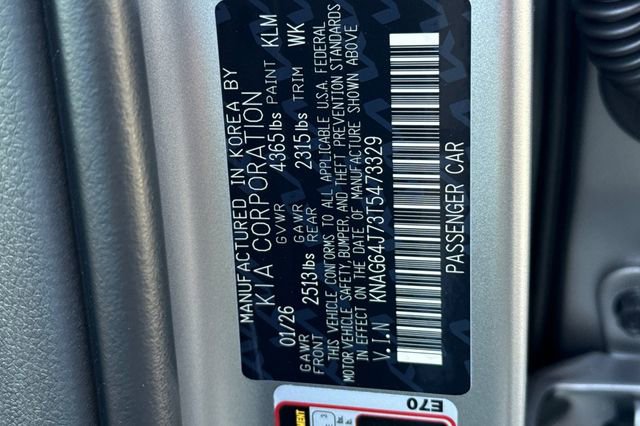 MANUFACTURED IN KOREA BY
KIA CORPORATION
01/26 GVWR 4365lbs PAINT KLM
GAWR FRONT 2513lbs GAWR REAR 2315lbs TRIM WK
THIS VEHICLE CONFORMS TO ALL APPLICABLE U.S.A. FEDERAL
MOTOR VEHICLE SAFETY, BUMPER, AND THEFT PREVENTION STANDARDS
IN EFFECT ON THE DATE OF MANUFACTURE SHOWN ABOVE
V.I.N KNAG64J73T5473329
PASSENGER CAR
E70